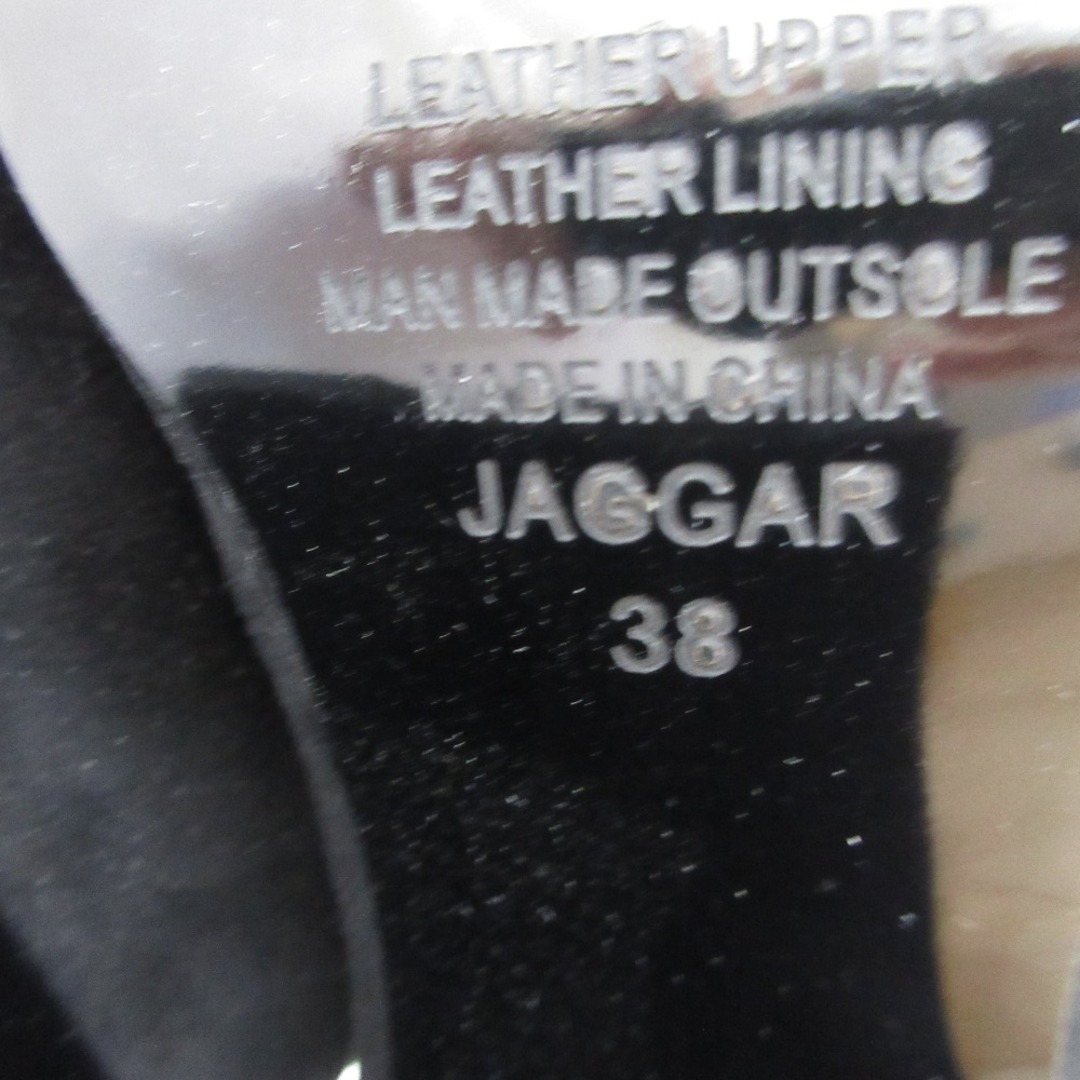 LEATHER UPPER
LEATHER LINING
MAN MADE OUTSOLE
MADE IN CHINA
JAGGAR
38